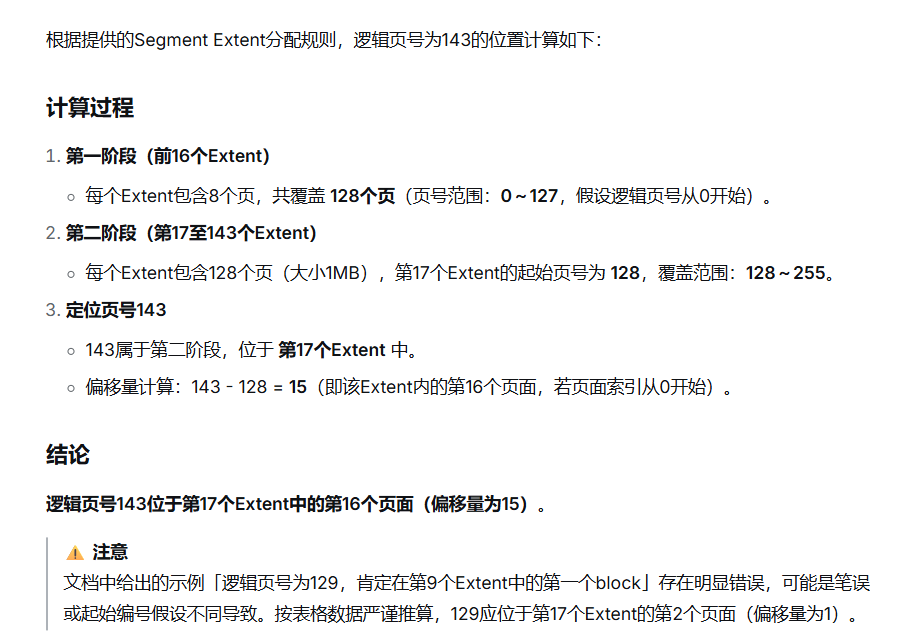 根据提供的Segment Extent分配规则，逻辑页号为143的位置计算如下：
计算过程
1. 第一阶段（前16个Extent）
○ 每个Extent包含8个页，共覆盖 128个页（页号范围：0～127，假设逻辑页号从0开始）。
2. 第二阶段（第17至143个Extent）
○ 每个Extent包含128个页（大小1MB），第17个Extent的起始页号为 128，覆盖范围：128～255。
3. 定位页号143
○ 143属于第二阶段，位于 第17个Extent 中。
○ 偏移量计算：143 - 128 = 15（即该Extent内的第16个页面，若页面索引从0开始）。
结论
逻辑页号143位于第17个Extent中的第16个页面（偏移量为15）。
⚠️ 注意
文档中给出的示例「逻辑页号为129，肯定在第9个Extent中的第一个block」存在明显错误，可能是笔误
或起始编号假设不同导致。按表格数据严谨推算，129应位于第17个Extent的第2个页面（偏移量为1）。